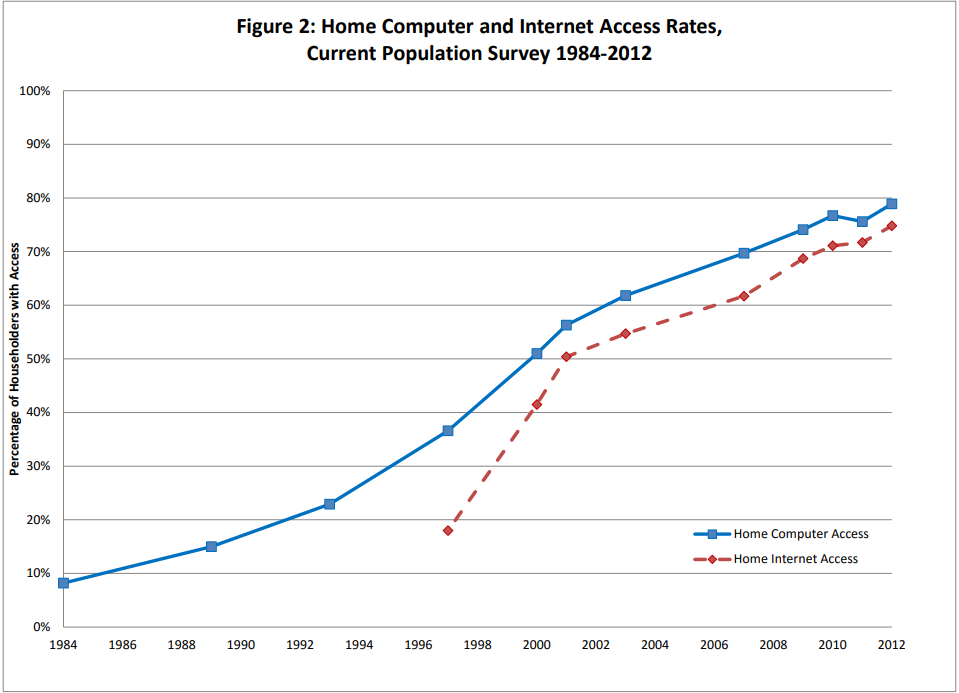 Figure 2: Home Computer and Internet Access Rates,
Current Population Survey 1984-2012
Percentage of Householders with Access
100%
90%
80%
70%
60%
50%
40%
30%
20%
10%
0%
Home Computer Access
Home Internet Access
1984 1986 1988 1990 1992 1994 1996 1998 2000 2002 2004 2006 2008 2010 2012